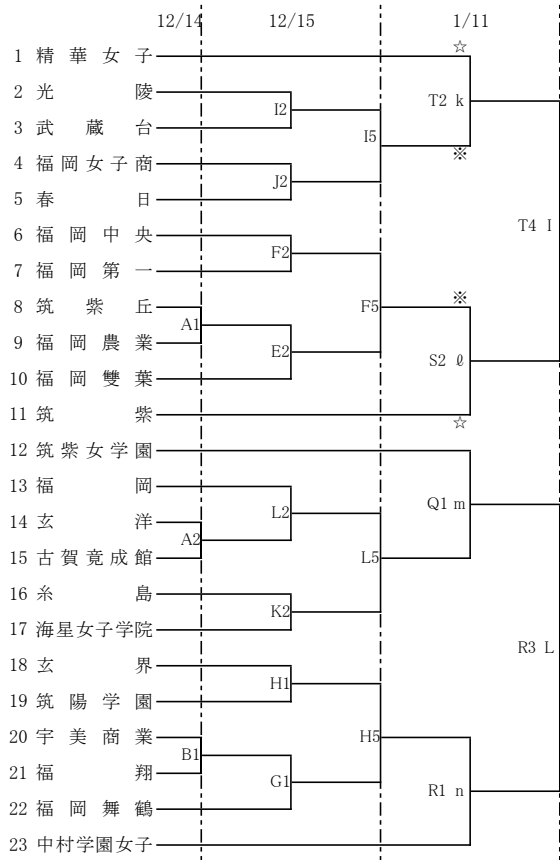 12/14 12/15 1/11
☆
1 精華女子
2 光陵
T2 k
I2
3 武蔵台
I5
※
4 福岡女子商
J2
5 春日
T4 I
6 福岡中央
F2
7 福岡第一
※
8 筑紫丘
F5
A1
9 福岡農業
E2
S2 ℓ
10 福岡雙葉
11 筑紫
☆
12 筑紫女学園
13 福岡
Q1 m
L2
14 玄洋
A2
15 古賀竟成館
L5
16 糸島
K2
17 海星女子学院
R3 L
18 玄界
H1
19 筑陽学園
20 宇美商業
H5
B1
21 福翔
G1
R1 n
22 福岡舞鶴
23 中村学園女子